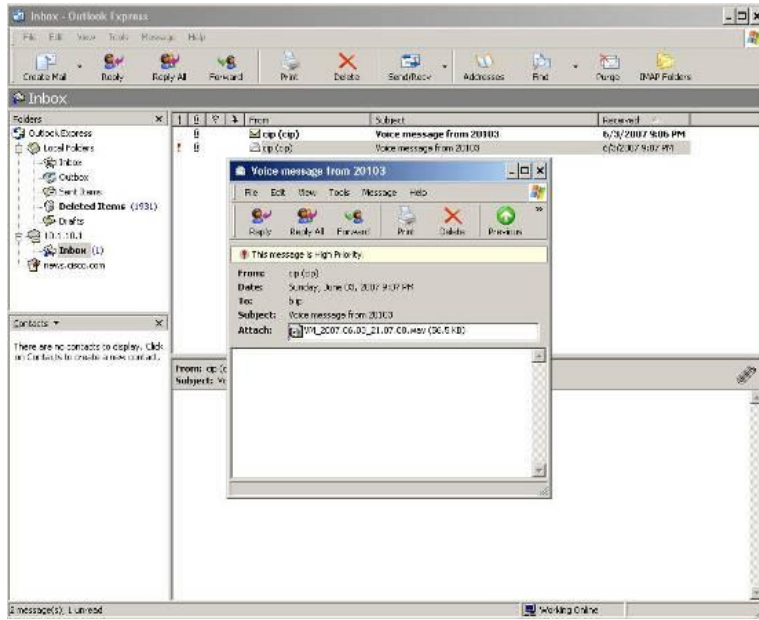 Inbox - Outlook Express
File Edit View Tools Message Help
Create Mail Reply Reply All Forward Print Delete Send/Recv Addresses Find Purge IMAP Folders
Inbox
Folders
From Subject Received
Outlook Express
Local Folders
Inbox
Outbox
Sent Items
Deleted Items (1931)
Drafts
10.1.10.1
Inbox (1)
news.cisco.com
cip (cip) Voice message from 20103 6/3/2007 9:06 PM
cip (cip) Voice message from 20103 6/3/2007 9:07 PM
Contacts
There are no contacts to display. Click
on Contacts to create a new contact.
Voice message from 20103
File Edit View Tools Message Help
Reply Reply All Forward Print Delete Previous
This message is High Priority.
From: cip (cip)
Date: Sunday, June 03, 2007 9:07 PM
To:
Subject: Voice message from 20103
Attach: VM_2007.06.03_21.07.08.wav (56.5 KB)
From: cip (c
Subject: Vo
2 message(s), 1 unread
Working Online